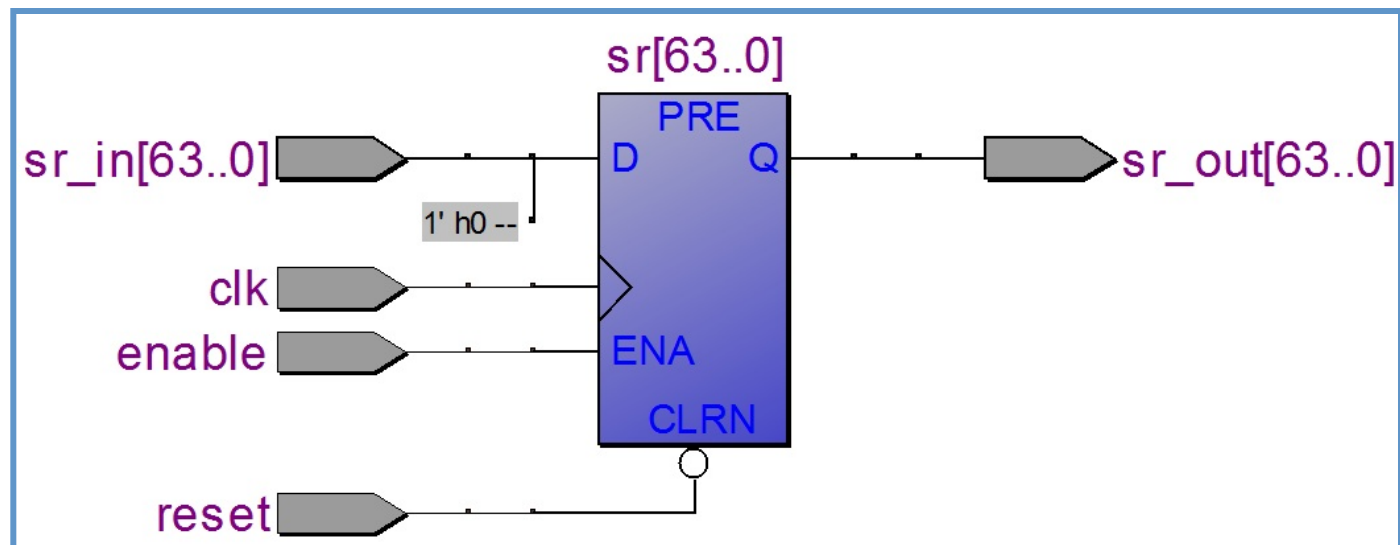 sr[63..0]
PRE
sr_in[63..0]
D
Q
sr_out[63..0]
1' h0 --
clk
enable
ENA
CLRN
reset